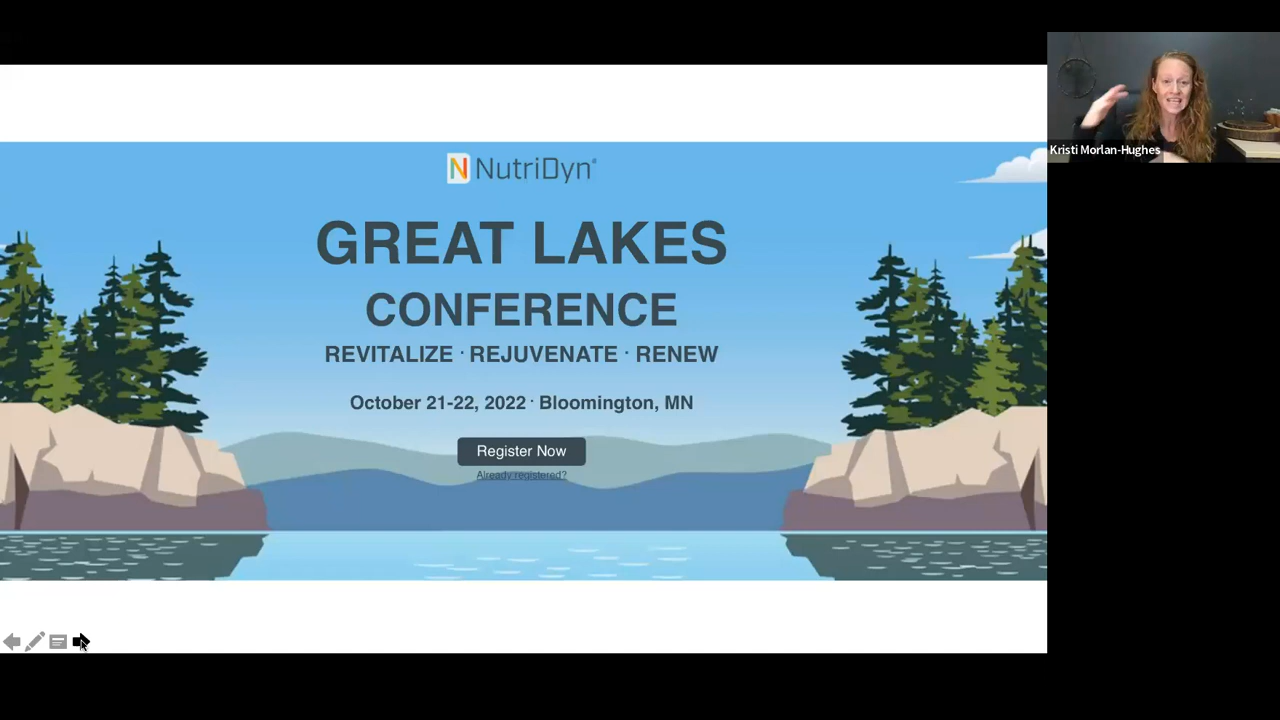 NutriDyn®
GREAT LAKES
CONFERENCE
REVITALIZE · REJUVENATE · RENEW
October 21-22, 2022 · Bloomington, MN
Register Now
Already registered?
Kristi Morlan-Hughes